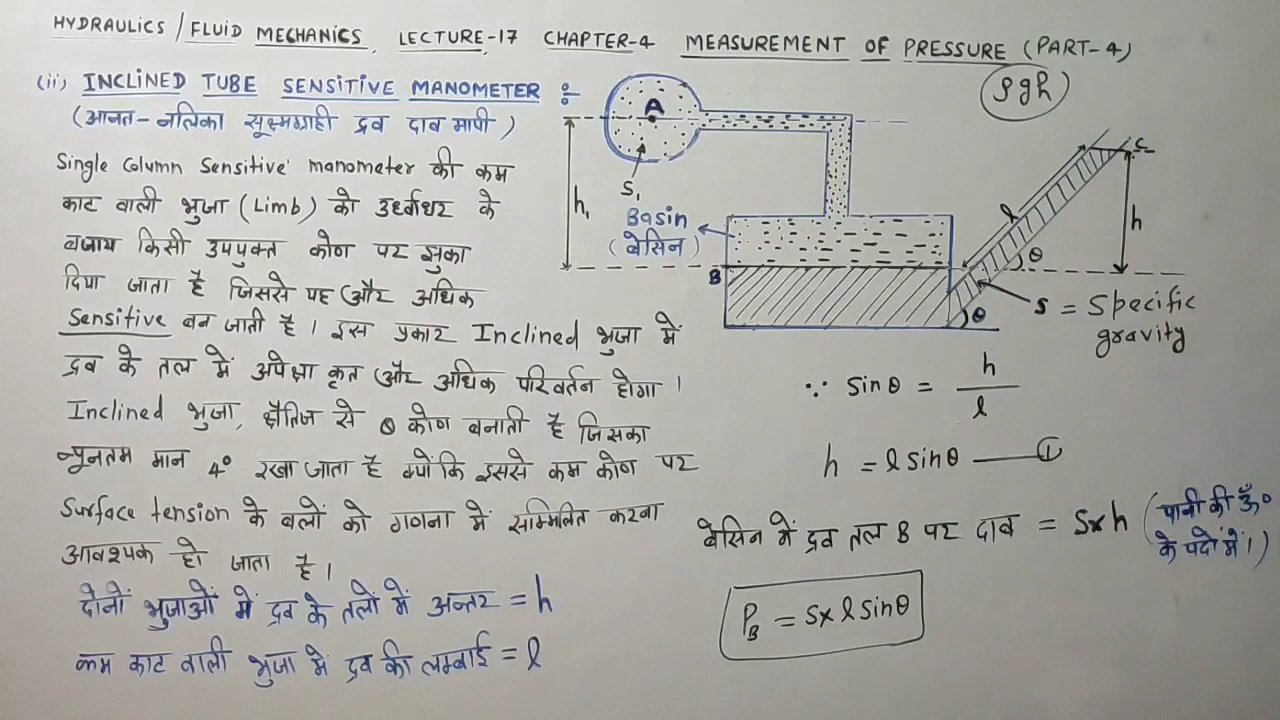 HYDRAULICS / FLUID MECHANICS, LECTURE-17 CHAPTER-4 MEASUREMENT OF PRESSURE (PART-4)
(ii) INCLINED TUBE SENSITIVE MANOMETER :-
(आनत-नलिका सूक्ष्मग्राही द्रव दाब मापी)
Single Column Sensitive manometer की कम
काट वाली भुजा (Limb) को उर्ध्वाधर के
बजाय किसी उपयुक्त कोण पर झुका
दिया जाता है जिससे यह और अधिक
Sensitive बन जाती है। इस प्रकार Inclined भुजा में
द्रव के तल में अपेक्षा कृत और अधिक परिवर्तन होगा।
Inclined भुजा, क्षैतिज से θ कोण बनाती है जिसका
न्यूनतम मान 4° रखा जाता है क्योंकि इससे कम कोण पर
Surface tension के बलों को गणना में सम्मिलित करना
आवश्यक हो जाता है।
दोनों भुजाओं में द्रव के तलों में अन्तर = h
कम काट वाली भुजा में द्रव की लम्बाई = l
ρgh
A
S₁
h₁
Basin
(बेसिन)
B
l
C
h
θ
θ
S = Specific
gravity
∵ sinθ = h/l
h = l sinθ — ①
बेसिन में द्रव तल B पर दाब = S×h (पानी की ऊँ०
के पदों में।)
P_B = S× l sinθ